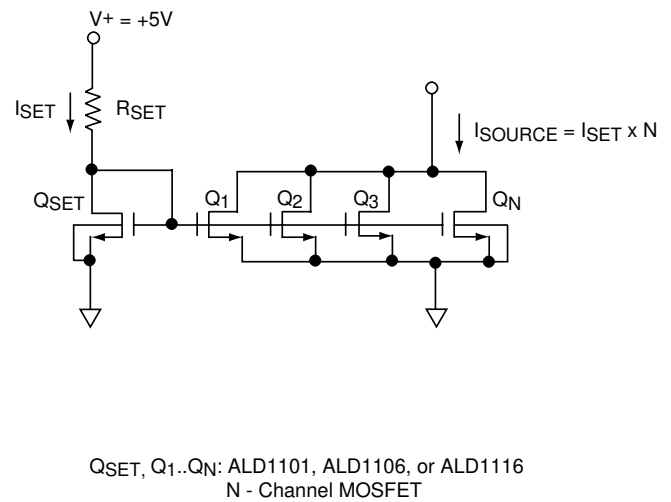 V+ = +5V
ISET
RSET
ISOURCE = ISET x N
QSET
Q1
Q2
Q3
QN
QSET, Q1..QN: ALD1101, ALD1106, or ALD1116
N - Channel MOSFET